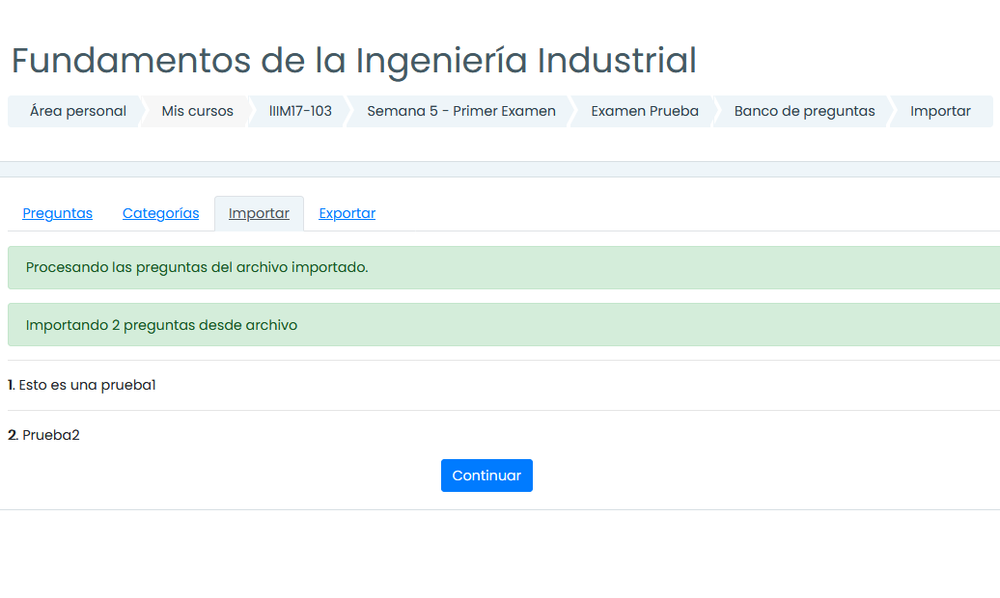 Fundamentos de la Ingeniería Industrial
Área personal Mis cursos IIIM17-103 Semana 5 - Primer Examen Examen Prueba Banco de preguntas Importar
Preguntas Categorías Importar Exportar
Procesando las preguntas del archivo importado.
Importando 2 preguntas desde archivo
1. Esto es una prueba1
2. Prueba2
Continuar